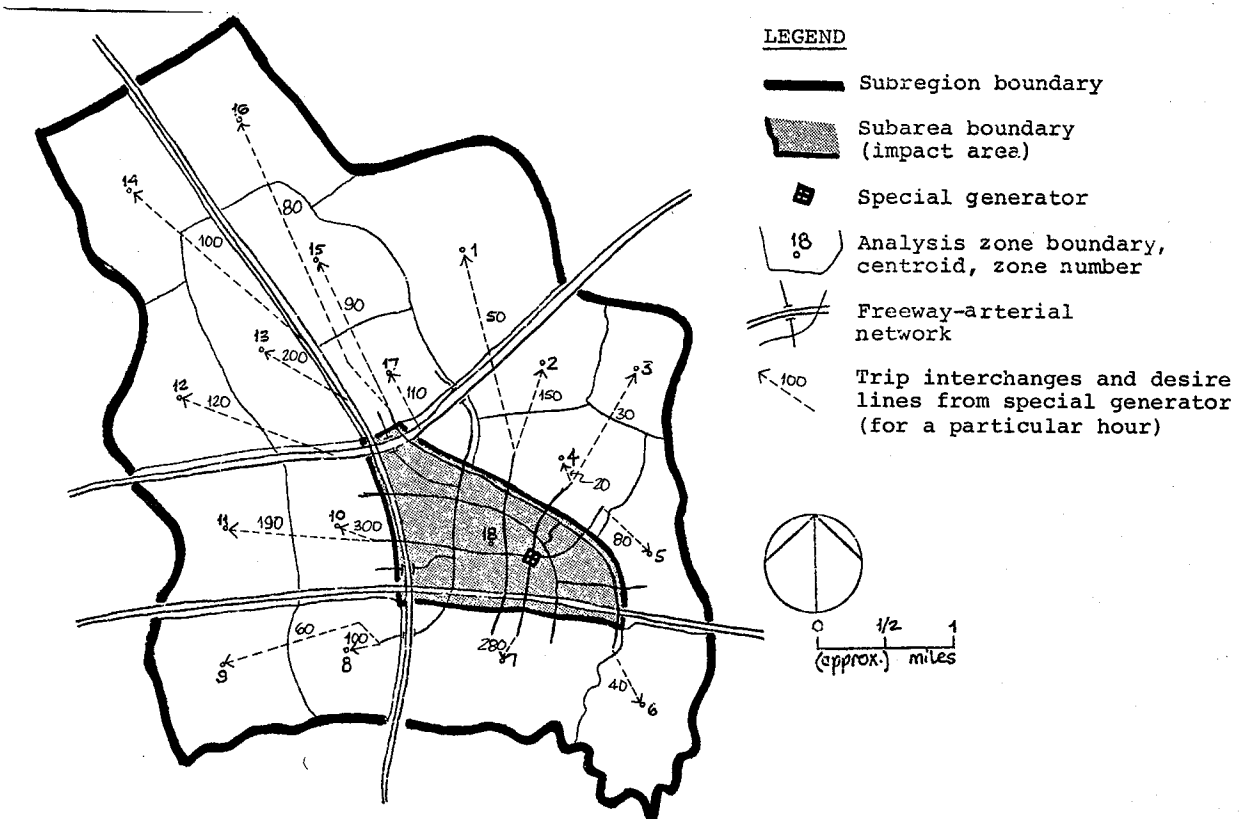 LEGEND
Subregion boundary
Subarea boundary
(impact area)
Special generator
18
Analysis zone boundary,
centroid, zone number
Freeway-arterial
network
100
Trip interchanges and desire
lines from special generator
(for a particular hour)
0 1/2 1
(approx.) miles
16
14
80
100
15
1
90
50
13
200
17
2
3
12
120
110
150
30
4
20
11
190
10
300
18
80
5
60
100
8
9
280
7
40
6